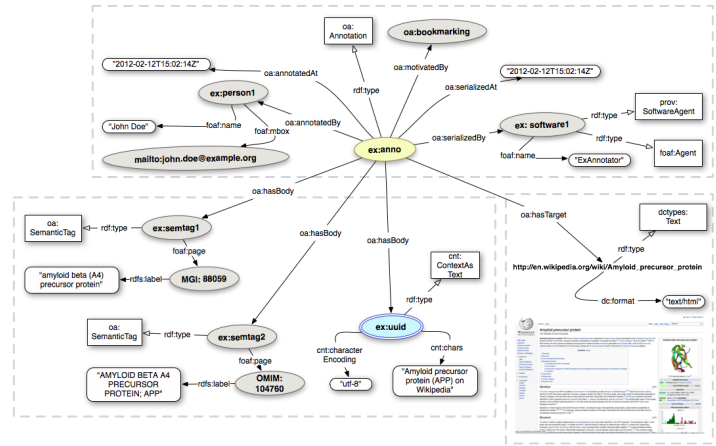 oa:
Annotation
oa:bookmarking
"2012-02-12T15:02:14Z"
oa:annotatedAt
rdf:type
oa:motivatedBy
oa:serializedAt
"2012-02-12T15:02:14Z"
ex:person1
"John Doe"
foaf:name
foaf:mbox
oa:annotatedBy
mailto:john.doe@example.org
ex:anno
oa:serializedBy
ex: software1
rdf:type
prov:
SoftwareAgent
rdf:type
foaf:Agent
foaf:name
"ExAnnotator"
oa:hasBody
oa:hasBody
oa:hasBody
oa:hasTarget
oa:
SemanticTag
rdf:type
ex:semtag1
foaf:page
"amyloid beta (A4)
precursor protein"
rdfs:label
MGI: 88059
oa:
SemanticTag
rdf:type
ex:semtag2
foaf:page
"AMYLOID BETA A4
PRECURSOR
PROTEIN; APP"
rdfs:label
OMIM:
104760
cnt:
ContextAs
Text
rdf:type
ex:uuid
cnt:character
Encoding
cnt:chars
"utf-8"
"Amyloid precursor
protein (APP) on
Wikipedia"
dctypes:
Text
rdf:type
http://en.wikipedia.org/wiki/Amyloid_precursor_protein
dc:format
"text/html"
Amyloid precursor protein